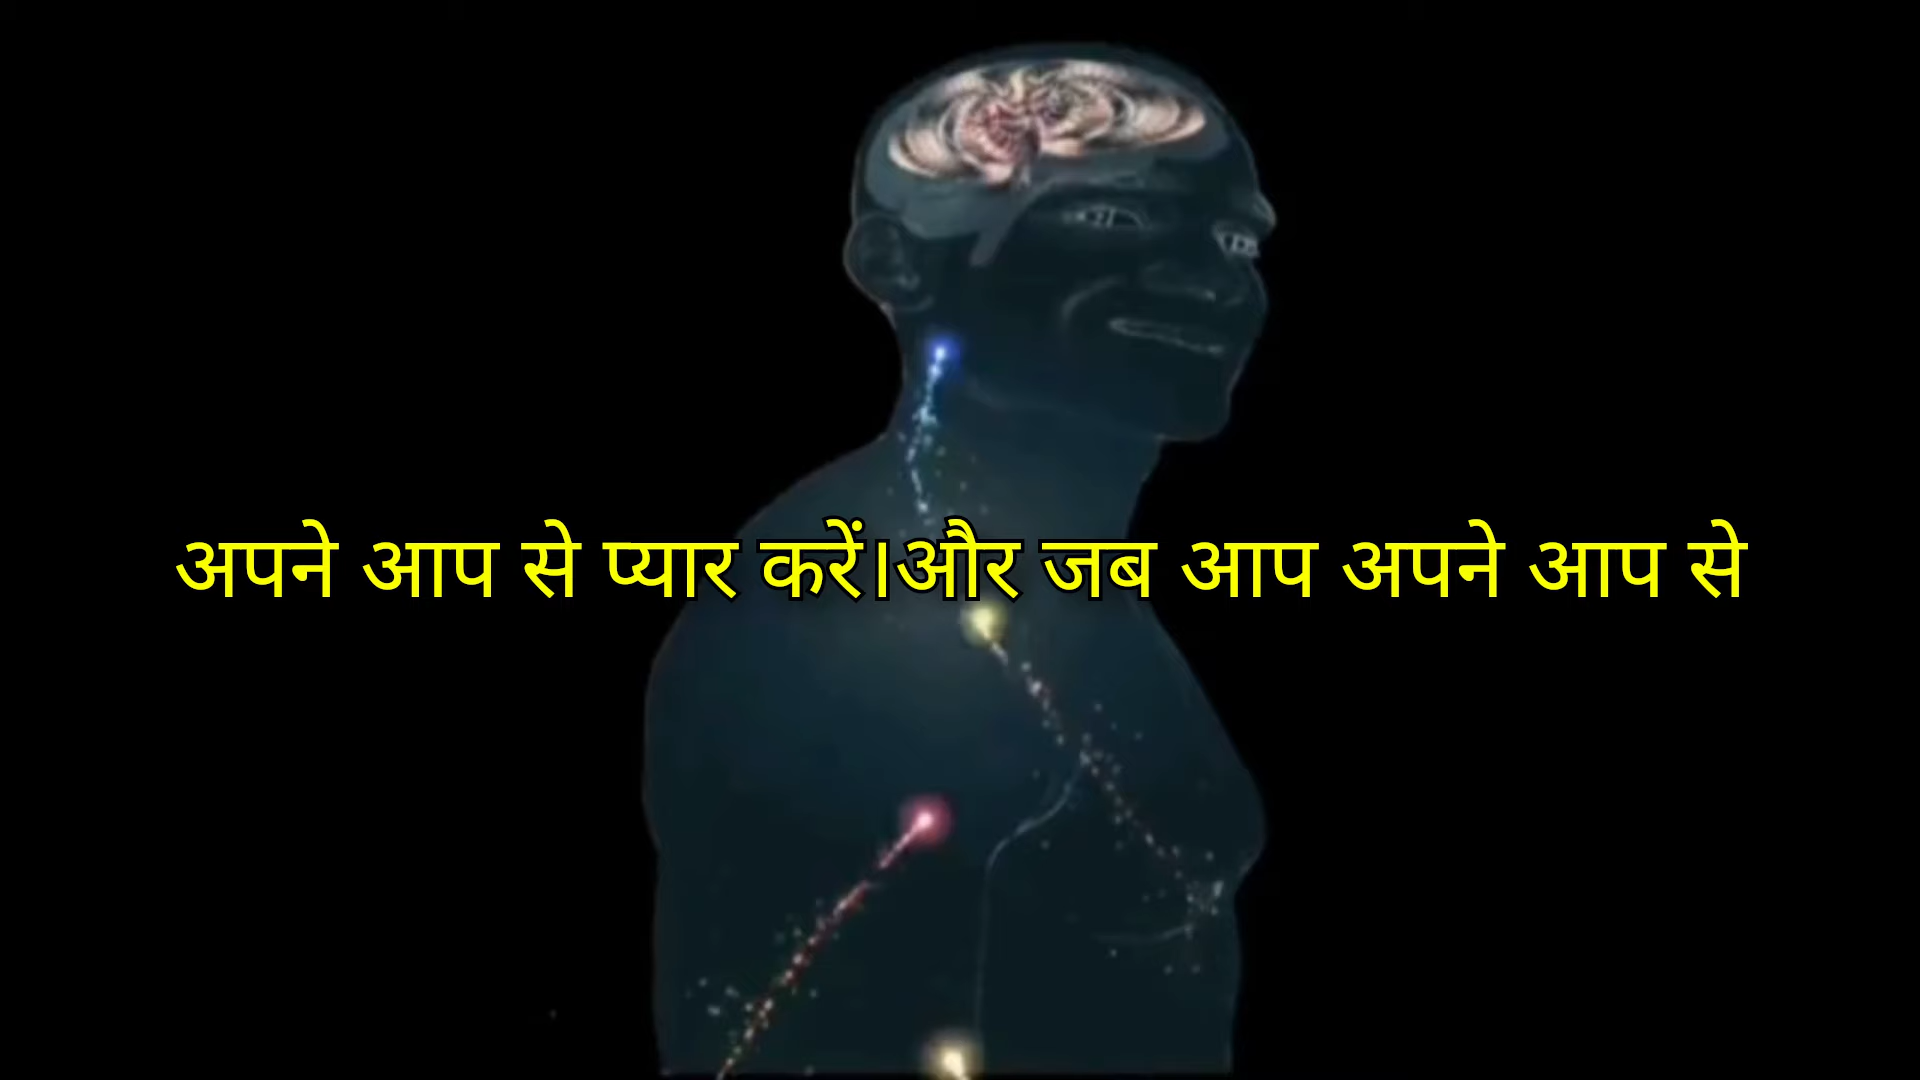 अपने आप से प्यार करें।और जब आप अपने आप से